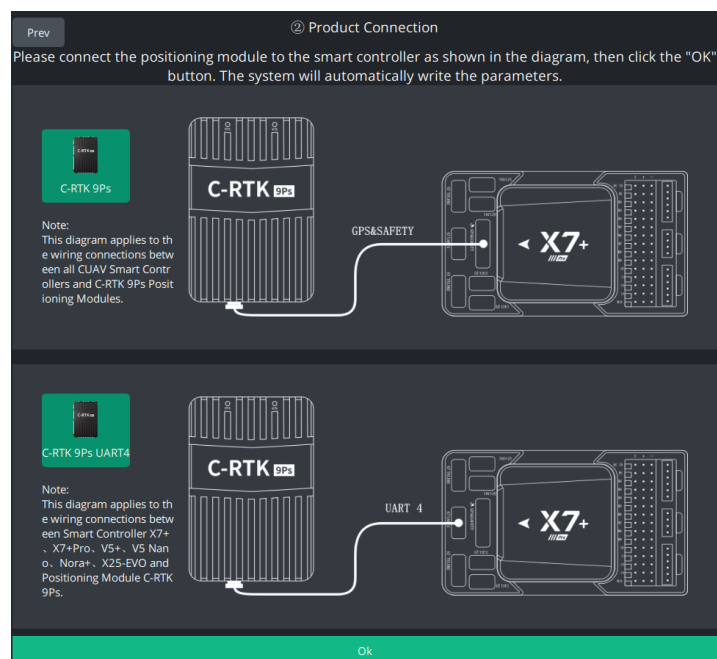 Prev
② Product Connection
Please connect the positioning module to the smart controller as shown in the diagram, then click the "OK"
button. The system will automatically write the parameters.
C-RTK 9Ps
Note:
This diagram applies to th
e wiring connections betw
een all CUAV Smart Contr
ollers and C-RTK 9Ps Posit
ioning Modules.
C-RTK 9Ps
GPS&SAFETY
X7+
Pro
C-RTK 9Ps UART4
Note:
This diagram applies to th
e wiring connections betw
een Smart Controller X7+
、X7+Pro、V5+、V5 Nan
o、Nora+、X25-EVO and
Positioning Module C-RTK
9Ps.
C-RTK 9Ps
UART 4
X7+
Pro
Ok